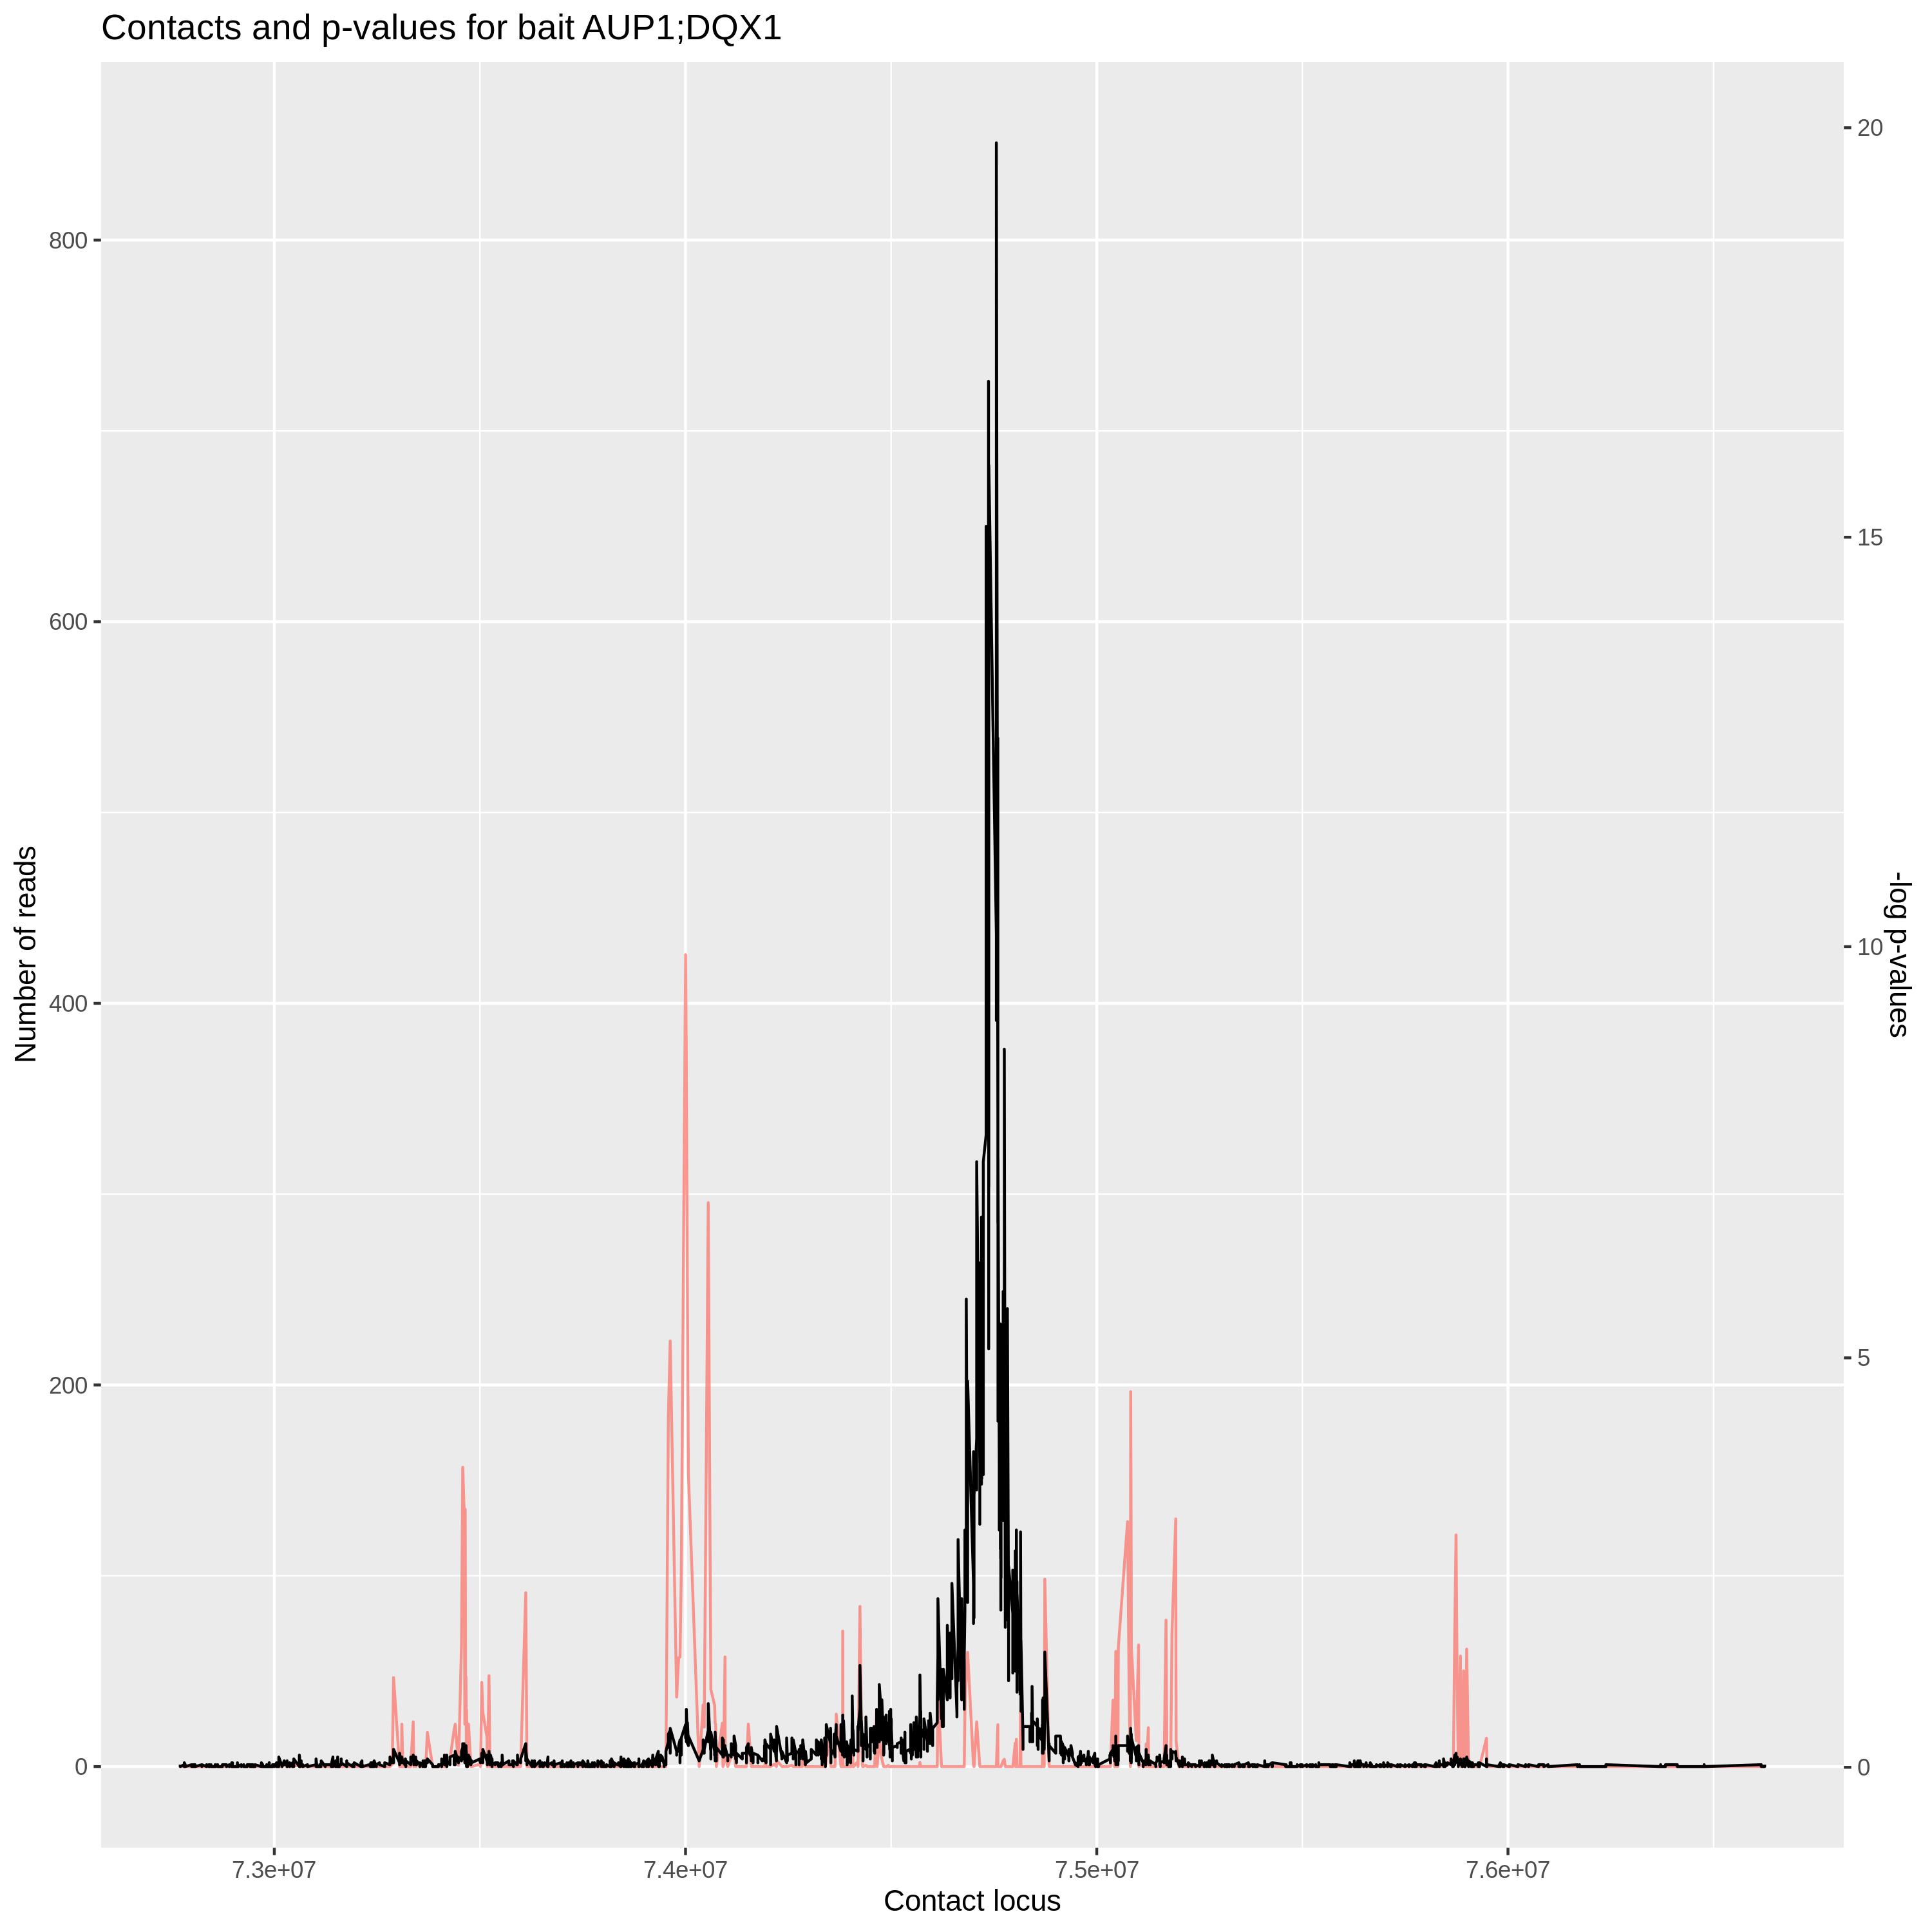 Contacts and p-values for bait AUP1;DQX1
Number of reads
800
600
400
200
0
20
15
10
5
0
-log p-values
7.3e+07
7.4e+07
7.5e+07
7.6e+07
Contact locus